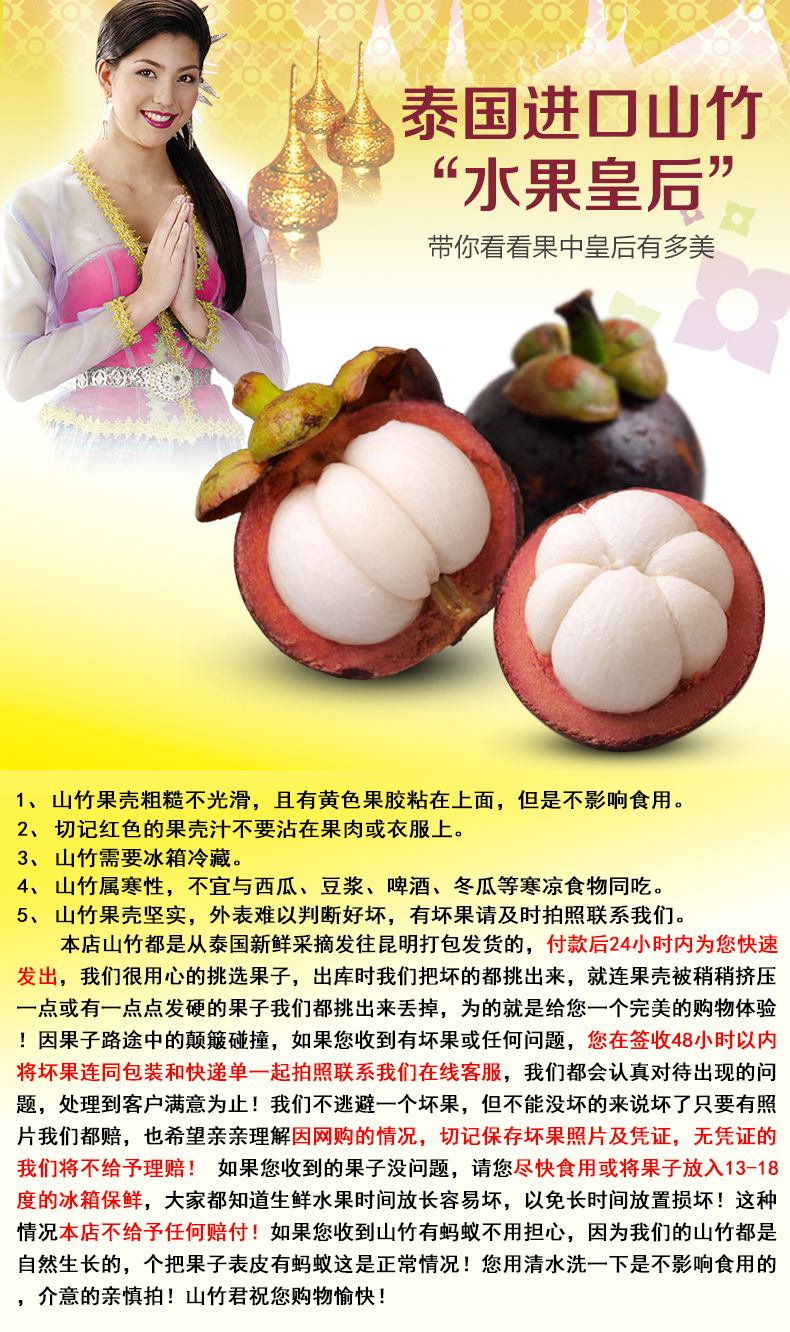 泰国进口山竹
“水果皇后”
带你看看果中皇后有多美
1、 山竹果壳粗糙不光滑，且有黄色果胶粘在上面，但是不影响食用。
2、 切记红色的果壳汁不要沾在果肉或衣服上。
3、 山竹需要冰箱冷藏。
4、 山竹属寒性，不宜与西瓜、豆浆、啤酒、冬瓜等寒凉食物同吃。
5、 山竹果壳坚实，外表难以判断好坏，有坏果请及时拍照联系我们。
本店山竹都是从泰国新鲜采摘发往昆明打包发货的，付款后24小时内为您快速
发出，我们很用心的挑选果子，出库时我们把坏的都挑出来，就连果壳被稍稍挤压
一点或有一点点发硬的果子我们都挑出来丢掉，为的就是给您一个完美的购物体验
！因果子路途中的颠簸碰撞，如果您收到有坏果或任何问题，您在签收48小时以内
将坏果连同包装和快递单一起拍照联系我们在线客服，我们都会认真对待出现的问
题，处理到客户满意为止！我们不逃避一个坏果，但不能没坏的来说坏了只要有照
片我们都赔，也希望亲亲理解因网购的情况，切记保存坏果照片及凭证，无凭证的
我们将不给予理赔！ 如果您收到的果子没问题，请您尽快食用或将果子放入13-18
度的冰箱保鲜，大家都知道生鲜水果时间放长容易坏，以免长时间放置损坏！这种
情况本店不给予任何赔付！如果您收到山竹有蚂蚁不用担心，因为我们的山竹都是
自然生长的，个把果子表皮有蚂蚁这是正常情况！您用清水洗一下是不影响食用的
，介意的亲慎拍！山竹君祝您购物愉快！